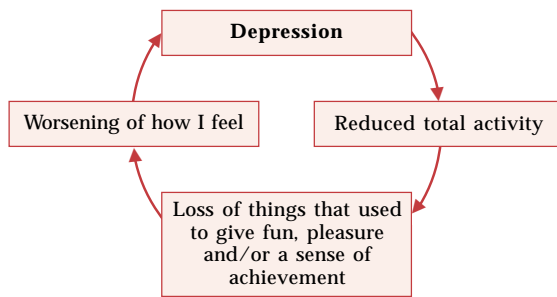 Depression
Reduced total activity
Loss of things that used
to give fun, pleasure
and/or a sense of
achievement
Worsening of how I feel